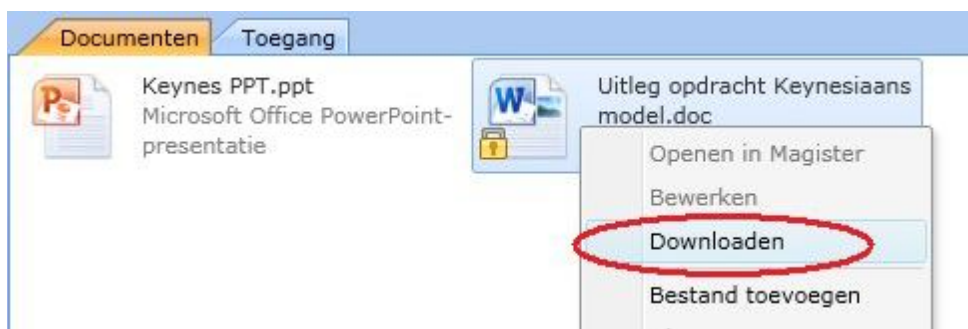 Documenten Toegang
Keynes PPT.ppt
Microsoft Office PowerPoint-
presentatie
Uitleg opdracht Keynesiaans
model.doc
Openen in Magister
Bewerken
Downloaden
Bestand toevoegen